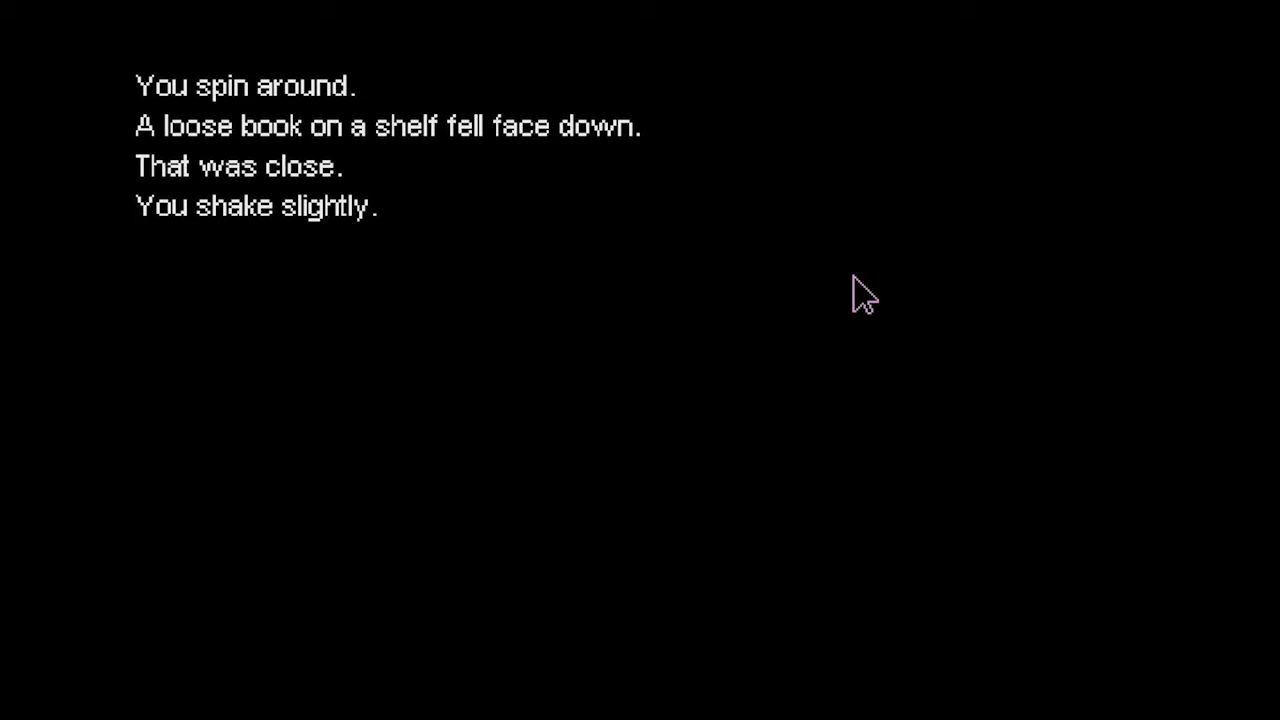 You spin around.
A loose book on a shelf fell face down.
That was close.
You shake slightly.